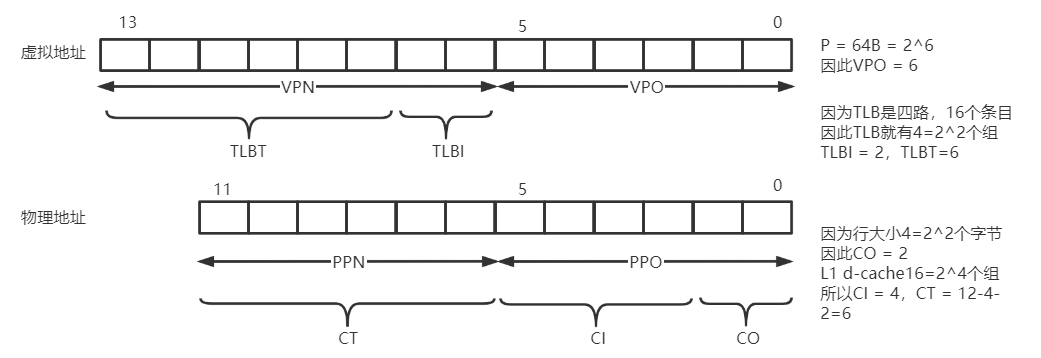 13
5
0
虚拟地址
P = 64B = 2^6
因此VPO = 6
VPN
VPO
因为TLB是四路，16个条目
因此TLB就有4=2^2个组
TLBI = 2，TLBT=6
TLBT
TLBI
11
5
0
物理地址
因为行大小4=2^2个字节
因此CO = 2
L1 d-cache16=2^4个组
所以CI = 4，CT = 12-4-
2=6
PPN
PPO
CT
CI
CO